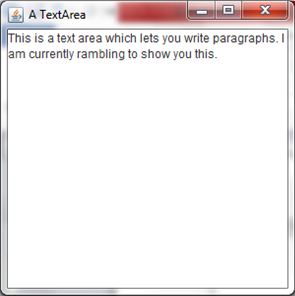 A TextArea
This is a text area which lets you write paragraphs. I
am currently rambling to show you this.